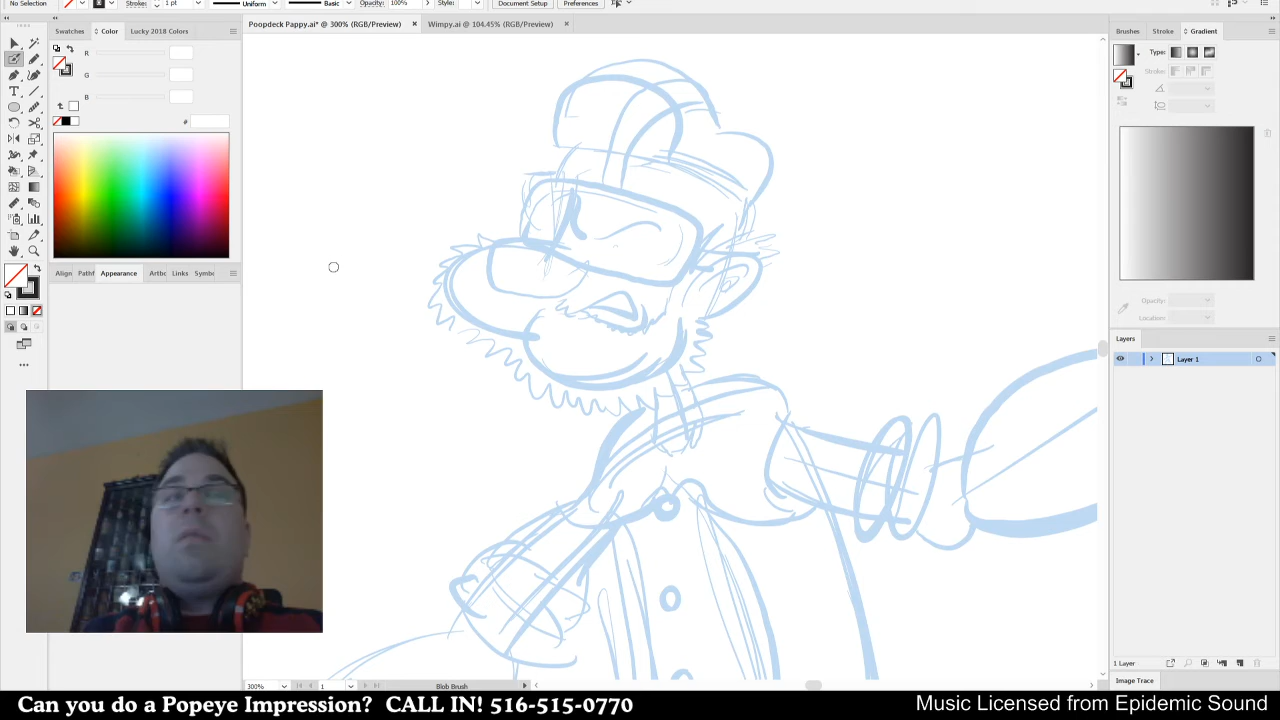 No Selection Stroke: 1 pt Uniform Basic Opacity: 100% Style: Document Setup Preferences
Poopdeck Pappy.ai* @ 300% (RGB/Preview) × Wimpy.ai @ 104.45% (RGB/Preview) ×
Swatches Color Lucky 2018 Colors
R
G
B
#
Align Pathf Appearance Artbc Links Symbo
Brushes Stroke Gradient
Type:
Stroke:
Opacity:
Location:
Layers
Layer 1
1 Layer
Image Trace
300% 1 Blob Brush
Can you do a Popeye Impression? CALL IN! 516-515-0770
Music Licensed from Epidemic Sound